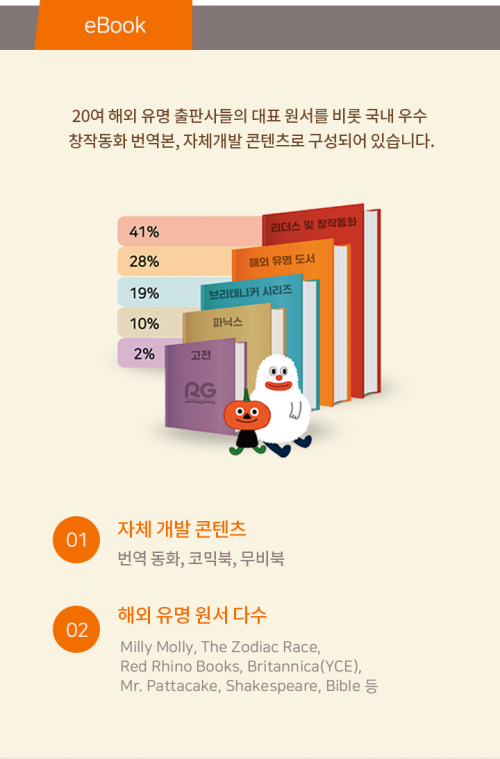 eBook
20여 해외 유명 출판사들의 대표 원서를 비롯 국내 우수
창작동화 번역본, 자체개발 콘텐츠로 구성되어 있습니다.
41%
리더스 및 창작동화
28%
해외 유명 도서
19%
브리태니커 시리즈
10%
파닉스
2%
고전
RG
01
자체 개발 콘텐츠
번역 동화, 코믹북, 무비북
02
해외 유명 원서 다수
Milly Molly, The Zodiac Race,
Red Rhino Books, Britannica(YCE),
Mr. Pattacake, Shakespeare, Bible 등